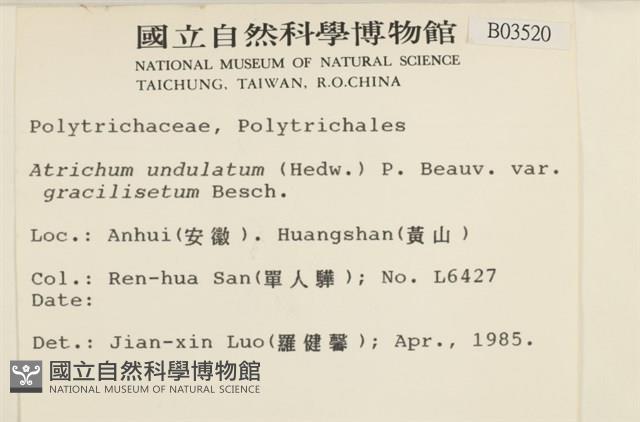 國立自然科學博物館
B03520
NATIONAL MUSEUM OF NATURAL SCIENCE
TAICHUNG, TAIWAN, R.O.CHINA
Polytrichaceae, Polytrichales
Atrichum undulatum (Hedw.) P. Beauv. var.
gracilisetum Besch.
Loc.: Anhui(安徽). Huangshan(黃山)
Col.: Ren-hua San(單人驊); No. L6427
Date:
Det.: Jian-xin Luo(羅健馨); Apr., 1985.
國立自然科學博物館
NATIONAL MUSEUM OF NATURAL SCIENCE